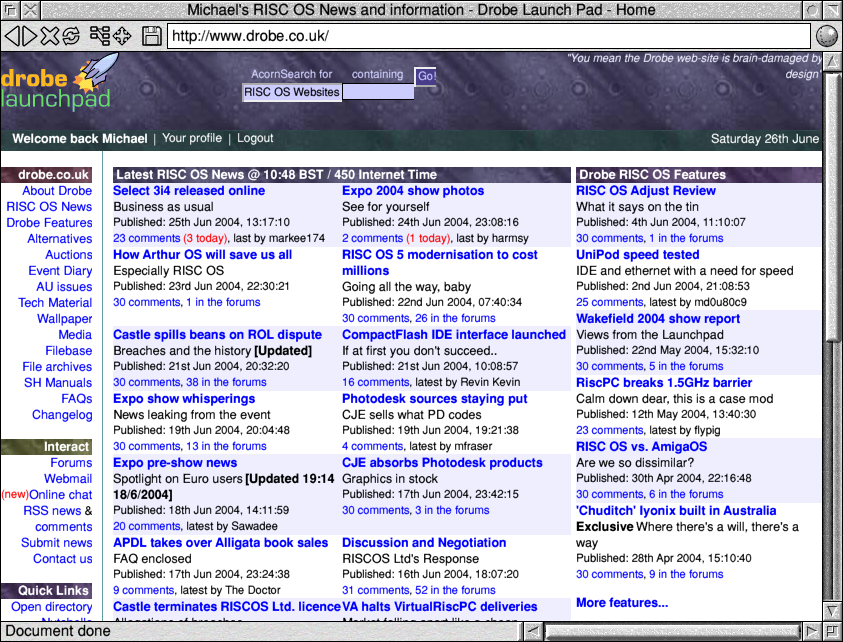 Michael's RISC OS News and information - Drobe Launch Pad - Home
http://www.drobe.co.uk/
drobe
launchpad
AcornSearch for containing Go!
RISC OS Websites
"You mean the Drobe web-site is brain-damaged by
design"
Welcome back Michael | Your profile | Logout
Saturday 26th June
drobe.co.uk
About Drobe
RISC OS News
Drobe Features
Alternatives
Auctions
Event Diary
AU issues
Tech Material
Wallpaper
Media
Filebase
File archives
SH Manuals
FAQs
Changelog
Interact
Forums
Webmail
(new)Online chat
RSS news &
comments
Submit news
Contact us
Quick Links
Open directory
Latest RISC OS News @ 10:48 BST / 450 Internet Time
Select 3i4 released online
Business as usual
Published: 25th Jun 2004, 13:17:10
23 comments (3 today), last by markee174
Expo 2004 show photos
See for yourself
Published: 24th Jun 2004, 23:08:16
2 comments (1 today), last by harmsy
How Arthur OS will save us all
Especially RISC OS
Published: 23rd Jun 2004, 22:30:21
30 comments, 1 in the forums
RISC OS 5 modernisation to cost
millions
Going all the way, baby
Published: 22nd Jun 2004, 07:40:34
30 comments, 26 in the forums
Castle spills beans on ROL dispute
Breaches and the history [Updated]
Published: 21st Jun 2004, 20:32:20
30 comments, 38 in the forums
CompactFlash IDE interface launched
If at first you don't succeed..
Published: 21st Jun 2004, 10:08:57
16 comments, latest by Revin Kevin
Expo show whisperings
News leaking from the event
Published: 19th Jun 2004, 20:04:48
30 comments, 13 in the forums
Photodesk sources staying put
CJE sells what PD codes
Published: 19th Jun 2004, 19:21:38
4 comments, latest by mfraser
Expo pre-show news
Spotlight on Euro users [Updated 19:14
18/6/2004]
Published: 18th Jun 2004, 14:11:59
20 comments, latest by Sawadee
CJE absorbs Photodesk products
Graphics in stock
Published: 17th Jun 2004, 23:42:15
30 comments, 3 in the forums
APDL takes over Alligata book sales
FAQ enclosed
Published: 17th Jun 2004, 23:24:38
9 comments, latest by The Doctor
Discussion and Negotiation
RISCOS Ltd's Response
Published: 16th Jun 2004, 18:07:20
31 comments, 52 in the forums
Castle terminates RISCOS Ltd. licence
VA halts VirtualRiscPC deliveries
Drobe RISC OS Features
RISC OS Adjust Review
What it says on the tin
Published: 4th Jun 2004, 11:10:07
30 comments, 1 in the forums
UniPod speed tested
IDE and ethernet with a need for speed
Published: 2nd Jun 2004, 21:08:53
25 comments, latest by md0u80c9
Wakefield 2004 show report
Views from the Launchpad
Published: 22nd May 2004, 15:32:10
30 comments, 5 in the forums
RiscPC breaks 1.5GHz barrier
Calm down dear, this is a case mod
Published: 12th May 2004, 13:40:30
23 comments, latest by flypig
RISC OS vs. AmigaOS
Are we so dissimilar?
Published: 30th Apr 2004, 22:16:48
30 comments, 6 in the forums
'Chuditch' Iyonix built in Australia
Exclusive Where there's a will, there's a
way
Published: 28th Apr 2004, 15:10:40
30 comments, 9 in the forums
More features...
Document done